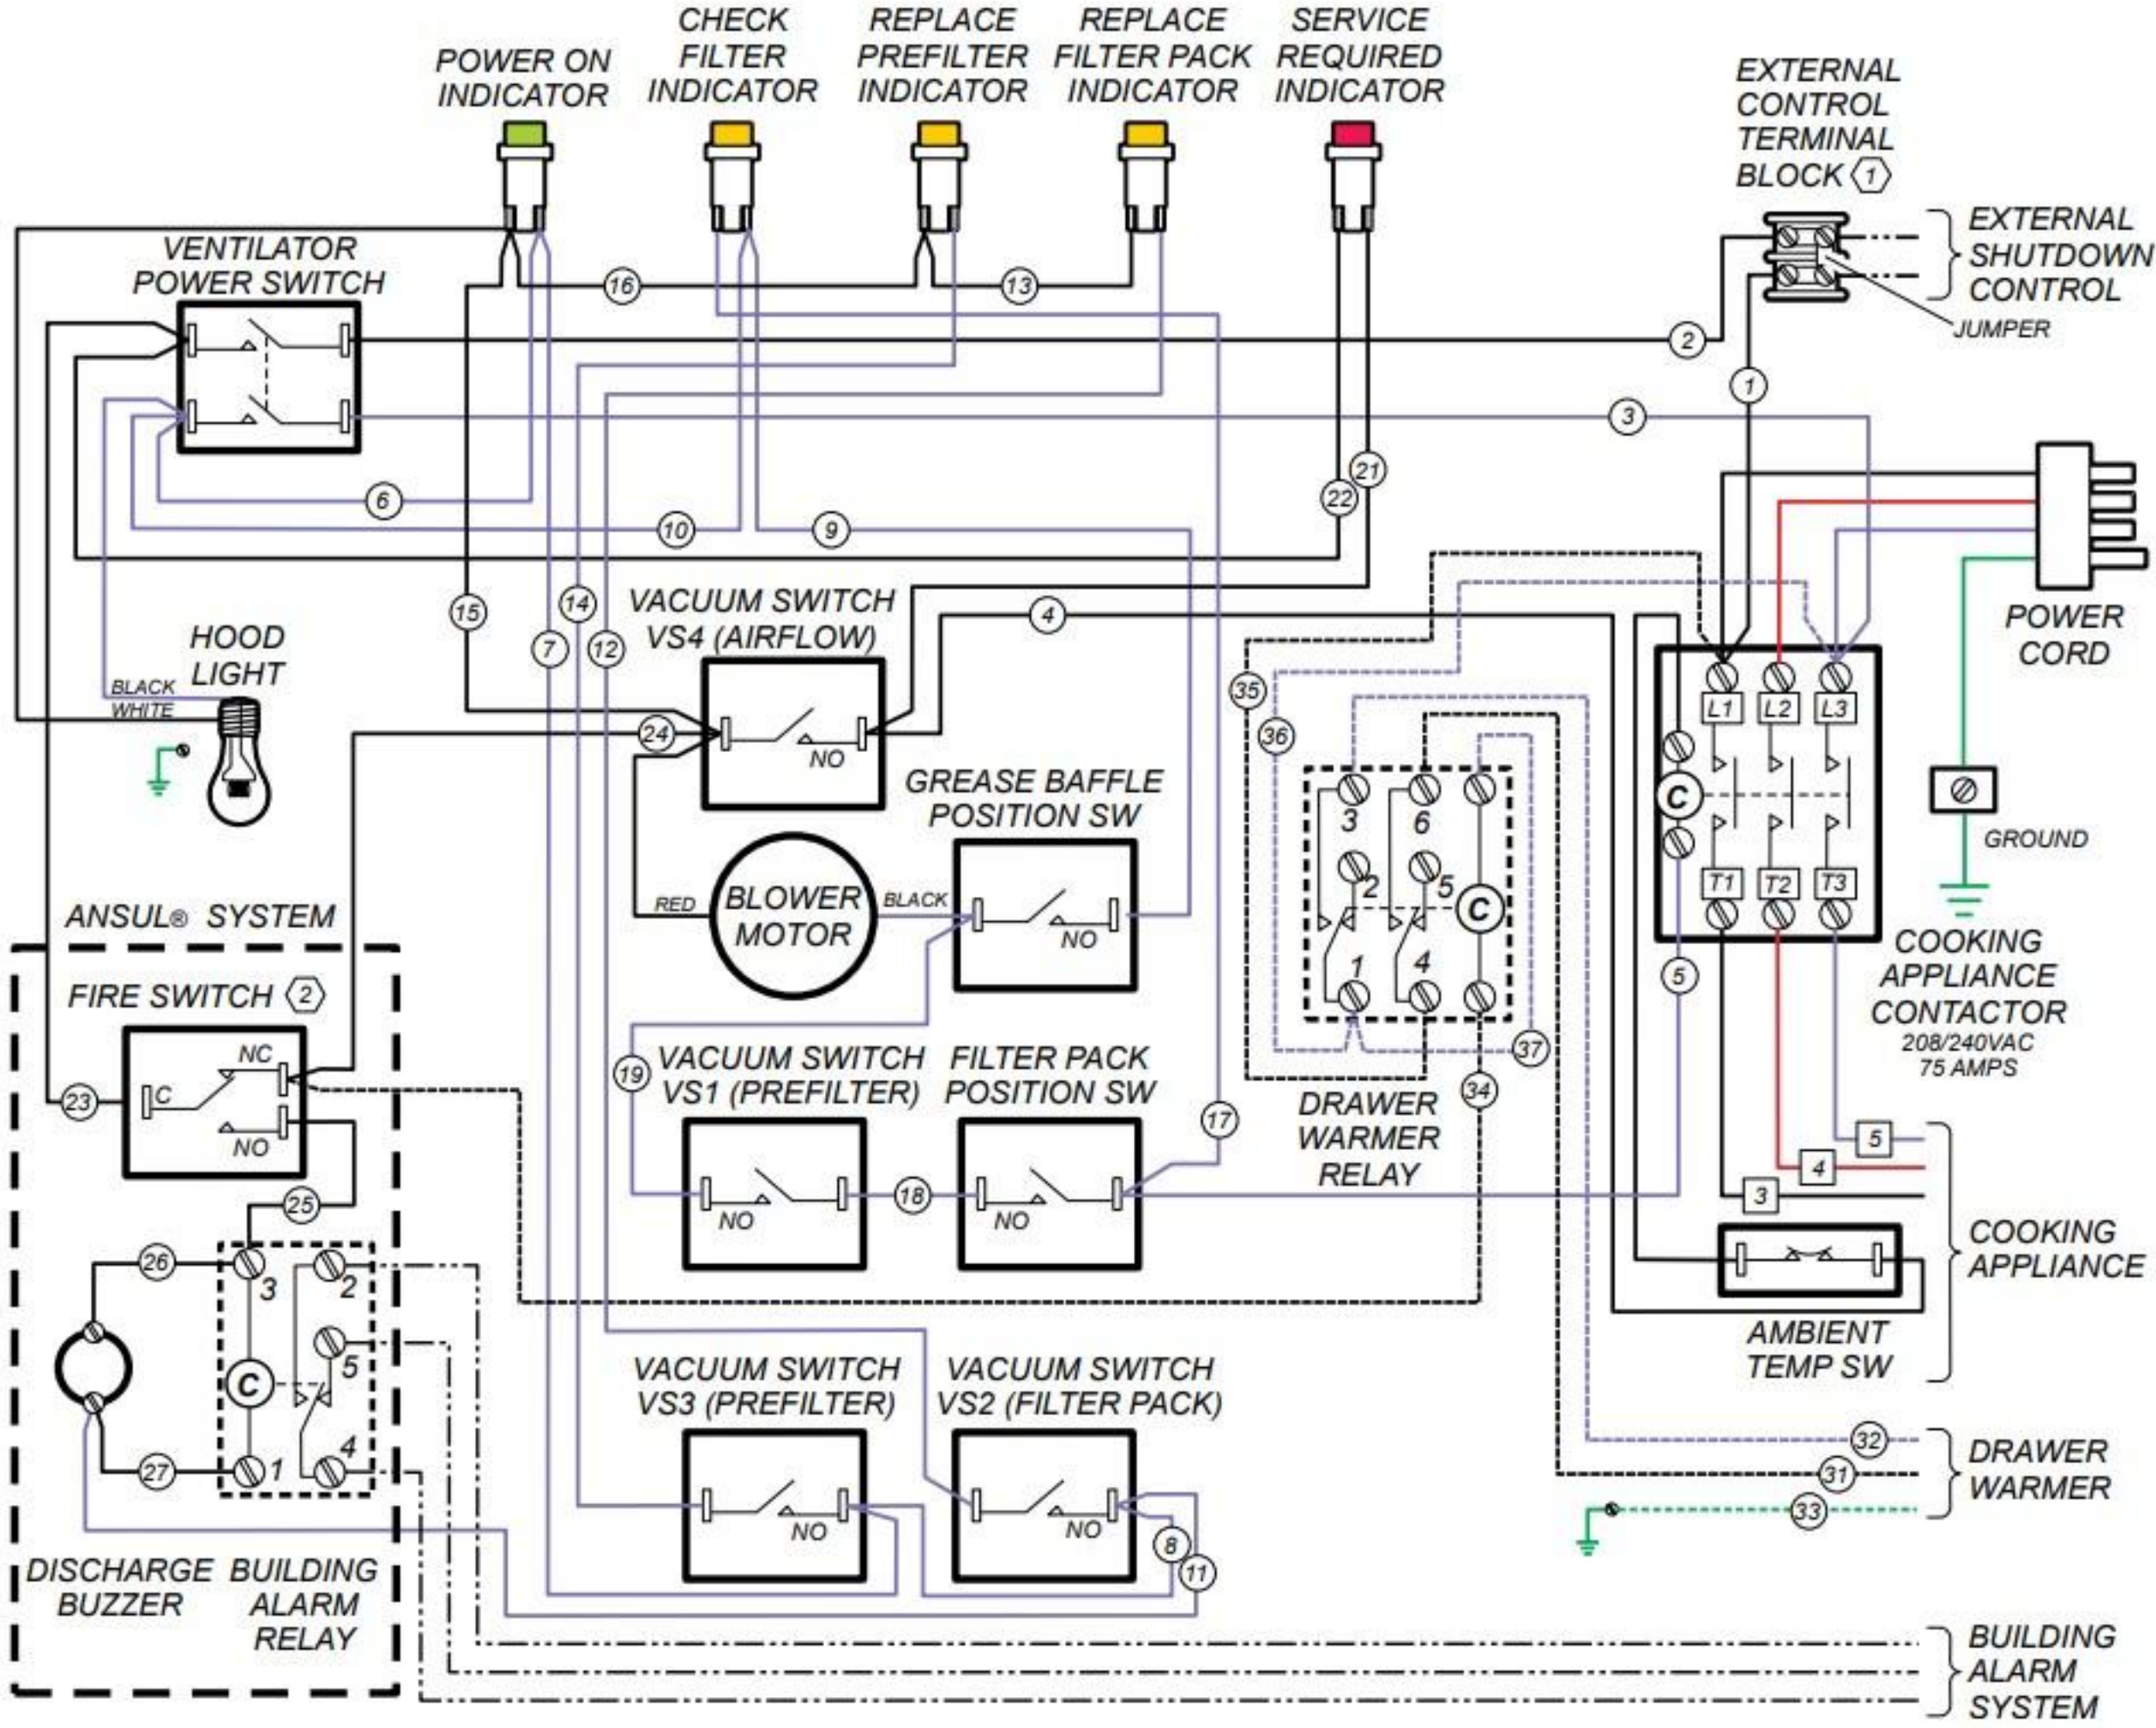 POWER ON
INDICATOR
CHECK
FILTER
INDICATOR
REPLACE
PREFILTER
INDICATOR
REPLACE
FILTER PACK
INDICATOR
SERVICE
REQUIRED
INDICATOR
EXTERNAL
CONTROL
TERMINAL
BLOCK 1
EXTERNAL
SHUTDOWN
CONTROL
JUMPER
VENTILATOR
POWER SWITCH
16
13
2
1
3
6
10
9
22
21
POWER
CORD
HOOD
LIGHT
BLACK
WHITE
15
7
14
12
VACUUM SWITCH
VS4 (AIRFLOW)
4
24
NO
35
36
L1
L2
L3
C
T1
T2
T3
GROUND
GREASE BAFFLE
POSITION SW
NO
RED
BLOWER
MOTOR
BLACK
3
6
2
5
C
1
4
5
COOKING
APPLIANCE
CONTACTOR
208/240VAC
75 AMPS
ANSUL® SYSTEM
FIRE SWITCH 2
NC
C
NO
23
19
VACUUM SWITCH
VS1 (PREFILTER)
NO
18
FILTER PACK
POSITION SW
NO
17
37
34
DRAWER
WARMER
RELAY
5
4
3
COOKING
APPLIANCE
AMBIENT
TEMP SW
25
26
3
2
5
C
4
1
27
VACUUM SWITCH
VS3 (PREFILTER)
NO
VACUUM SWITCH
VS2 (FILTER PACK)
NO
8
11
32
31
33
DRAWER
WARMER
DISCHARGE
BUZZER
BUILDING
ALARM
RELAY
BUILDING
ALARM
SYSTEM